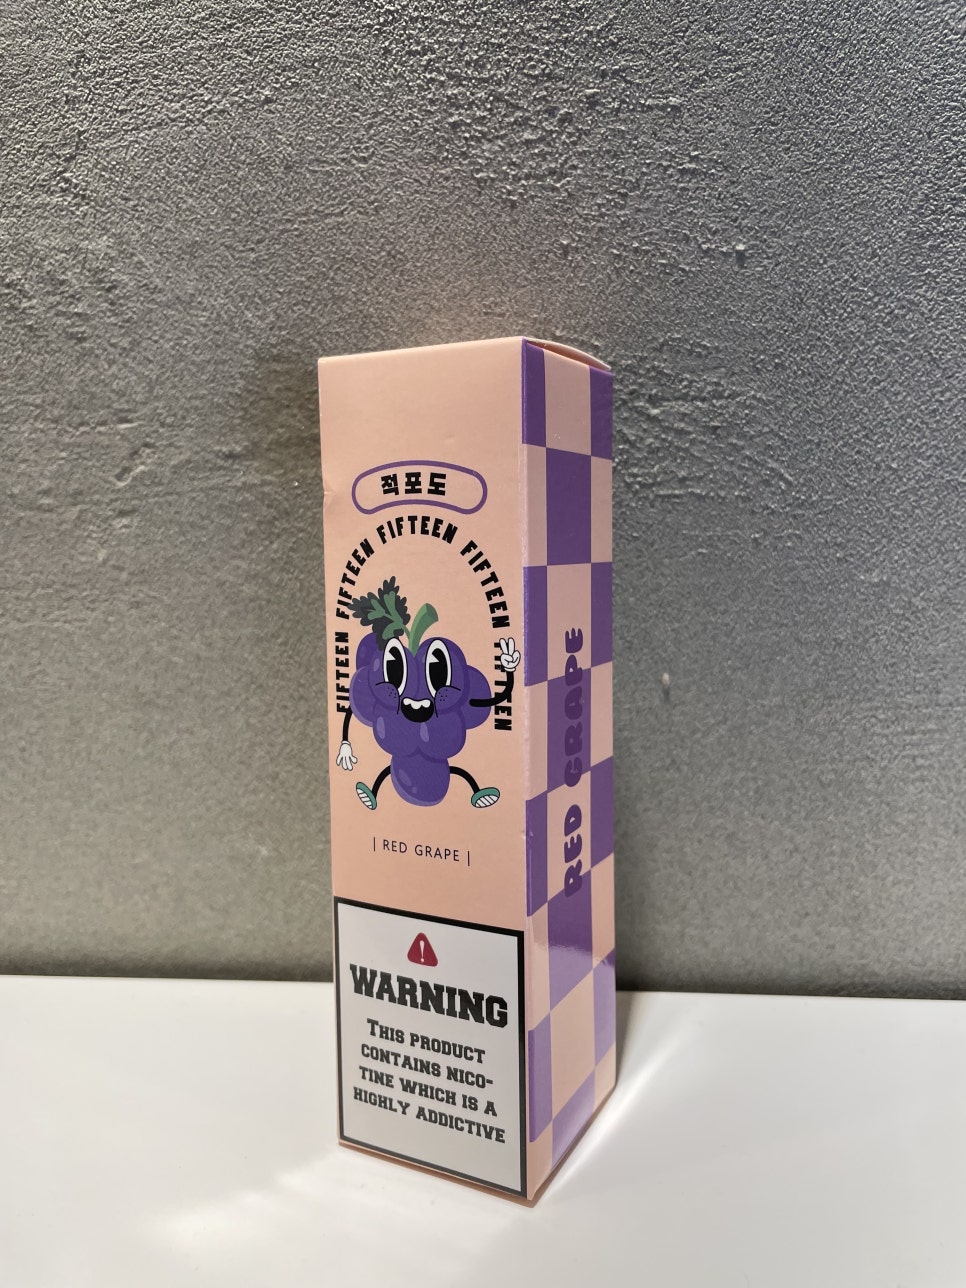 적포도
FIFTEEN FIFTEEN FIFTEEN FIFTEEN FIFTEEN
| RED GRAPE |
WARNING
THIS PRODUCT
CONTAINS NICO-
TINE WHICH IS A
HIGHLY ADDICTIVE
RED GRAPE